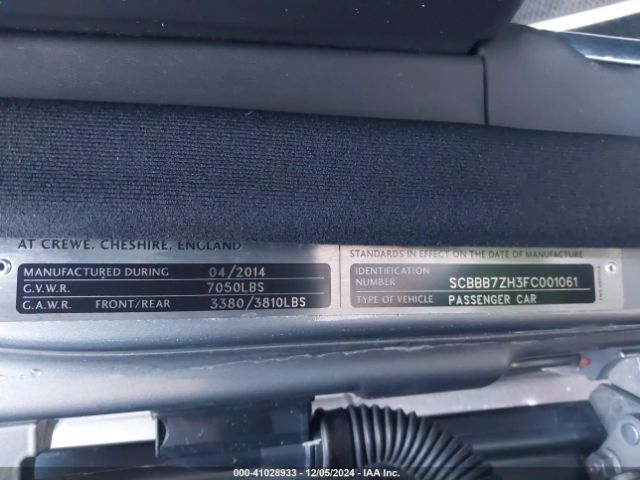 AT CREWE, CHESHIRE, ENGLAND
MANUFACTURED DURING 04/2014
G.V.W.R. 7050LBS
G.A.W.R. FRONT/REAR 3380/3810LBS
STANDARDS IN EFFECT ON THE DATE OF MANUFACTURE
IDENTIFICATION NUMBER SCBBB7ZH3FC001061
TYPE OF VEHICLE PASSENGER CAR
000-41028933 - 12/05/2024 - IAA Inc.